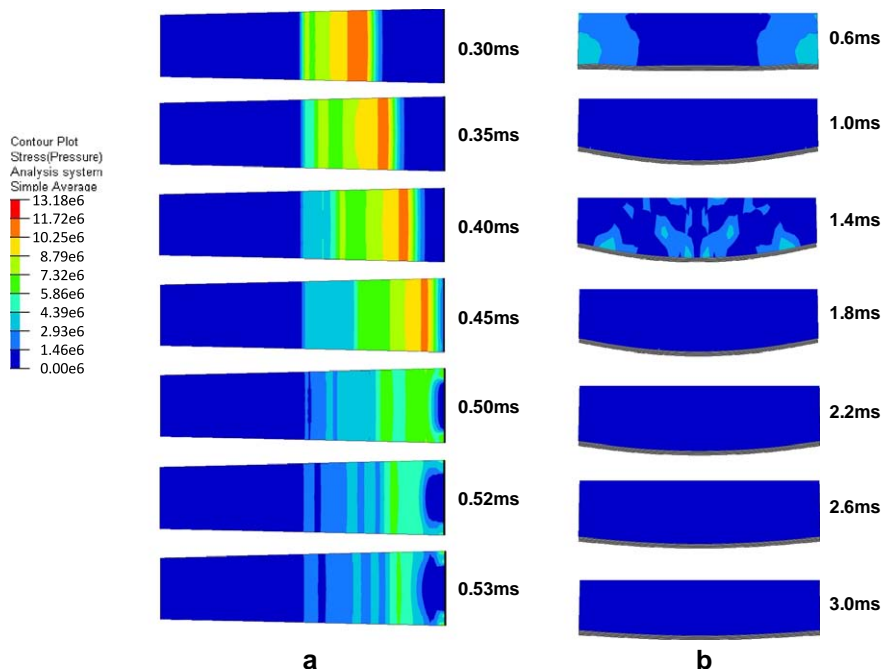 Contour Plot
Stress(Pressure)
Analysis system
Simple Average
13.18e6
11.72e6
10.25e6
8.79e6
7.32e6
5.86e6
4.39e6
2.93e6
1.46e6
0.00e6
0.30ms
0.35ms
0.40ms
0.45ms
0.50ms
0.52ms
0.53ms
a
0.6ms
1.0ms
1.4ms
1.8ms
2.2ms
2.6ms
3.0ms
b